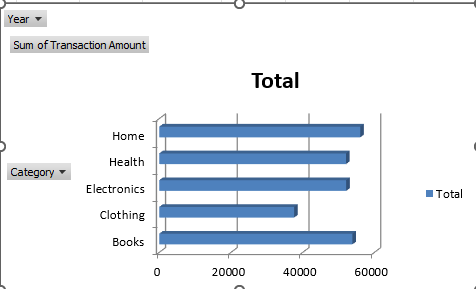 Year
Sum of Transaction Amount
Total
Home
Health
Category
Electronics
Total
Clothing
Books
0 20000 40000 60000